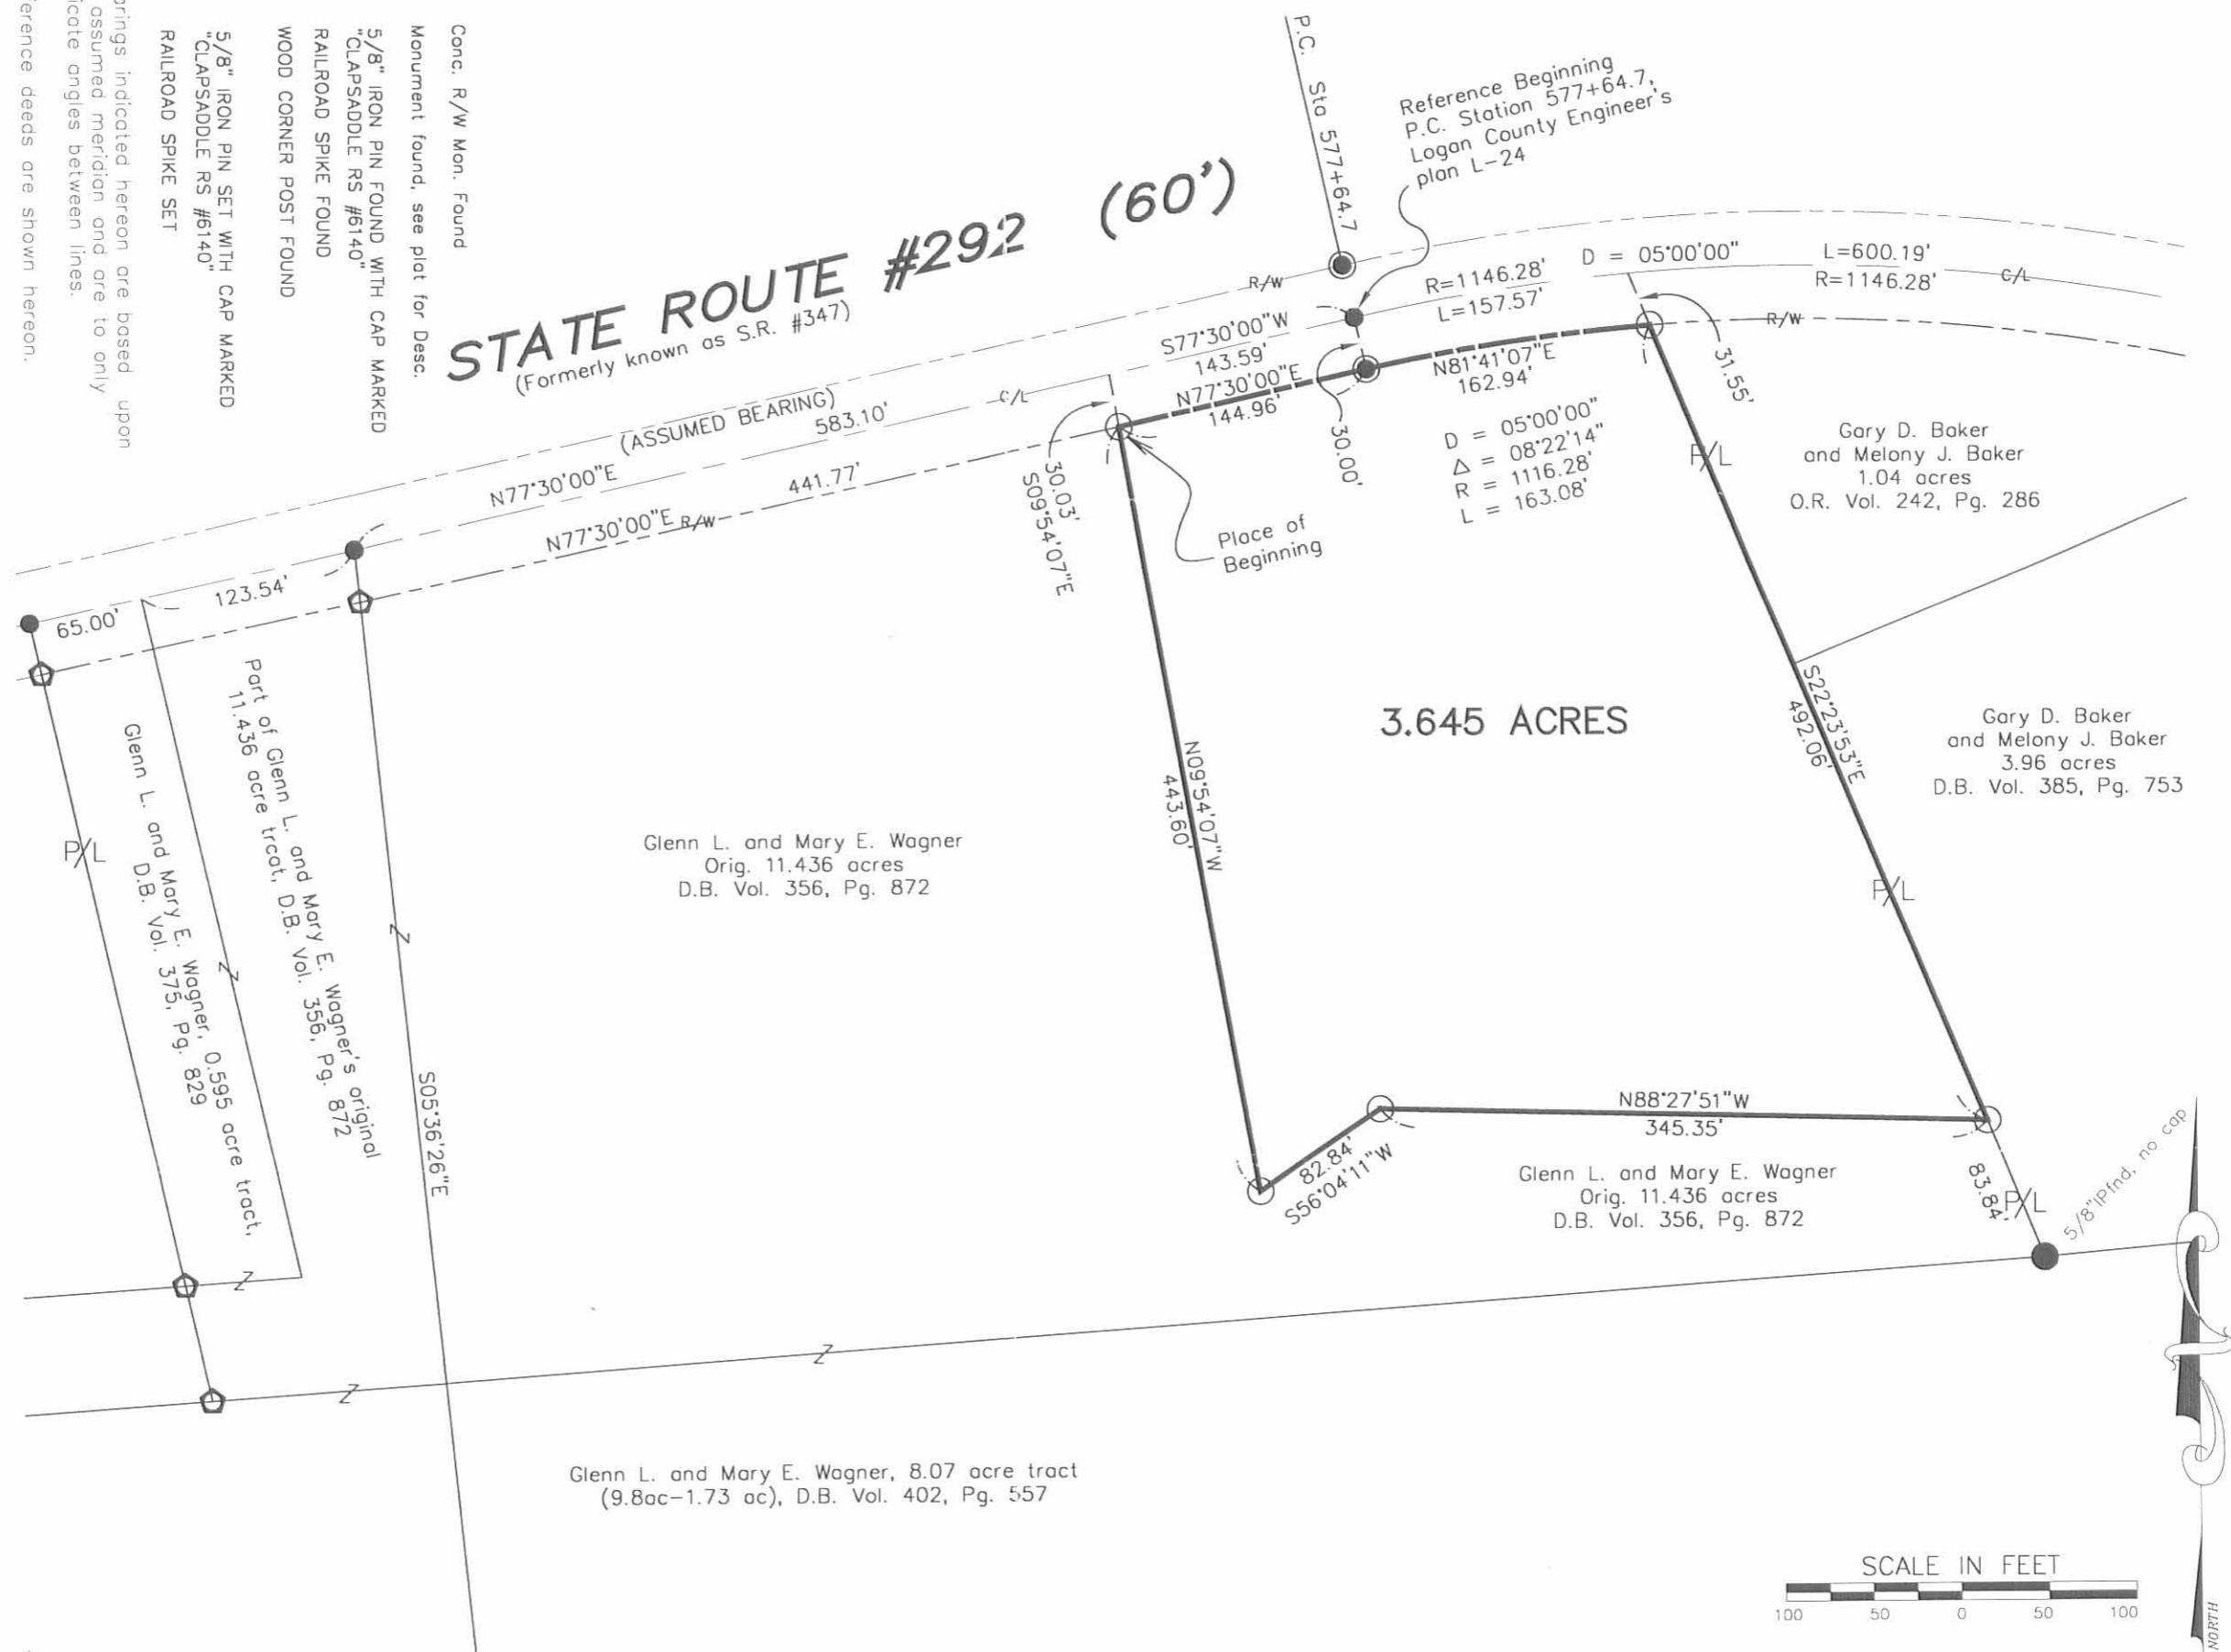 Conc. R/W Mon. Found
Monument found, see plat for Desc.
5/8" IRON PIN FOUND WITH CAP MARKED
"CLAPSADDLE RS #6140"
RAILROAD SPIKE FOUND
WOOD CORNER POST FOUND
5/8" IRON PIN SET WITH CAP MARKED
"CLAPSADDLE RS #6140"
RAILROAD SPIKE SET
indicated hereon are based upon
assumed meridian and are to only
angles between lines.
deeds are shown hereon.
STATE ROUTE #292 (60')
(Formerly known as S.R. #347)
P.C. Sta 577+64.7
Reference Beginning
P.C. Station 577+64.7,
Logan County Engineer's
plan L-24
R/W
R=1146.28'
L=157.57'
D = 05°00'00"
L=600.19'
R=1146.28'
C/L
R/W
S77°30'00"W
143.59'
N77°30'00"E
144.96'
N81°41'07"E
162.94'
31.55'
30.00'
D = 05°00'00"
Δ = 08°22'14"
R = 1116.28'
L = 163.08'
(ASSUMED BEARING)
583.10'
C/L
N77°30'00"E
441.77'
N77°30'00"E R/W
30.03'
S09°54'07"E
Place of
Beginning
P/L
Gary D. Baker
and Melony J. Baker
1.04 acres
O.R. Vol. 242, Pg. 286
123.54'
65.00'
Part of Glenn L. and Mary E. Wagner's original
11.436 acre trcat, D.B. Vol. 356, Pg. 872
Glenn L. and Mary E. Wagner, 0.595 acre tract,
D.B. Vol. 375, Pg. 829
P/L
Z
Z
S05°36'26"E
Glenn L. and Mary E. Wagner
Orig. 11.436 acres
D.B. Vol. 356, Pg. 872
N09°54'07"W
443.60'
3.645 ACRES
S22°23'53"E
492.06'
Gary D. Baker
and Melony J. Baker
3.96 acres
D.B. Vol. 385, Pg. 753
P/L
N88°27'51"W
345.35'
82.84'
S56°04'11"W
Glenn L. and Mary E. Wagner
Orig. 11.436 acres
D.B. Vol. 356, Pg. 872
83.84'
P/L
5/8"IPfnd, no cap
Z
Z
Z
Glenn L. and Mary E. Wagner, 8.07 acre tract
(9.8ac-1.73 ac), D.B. Vol. 402, Pg. 557
SCALE IN FEET
100 50 0 50 100
NORTH